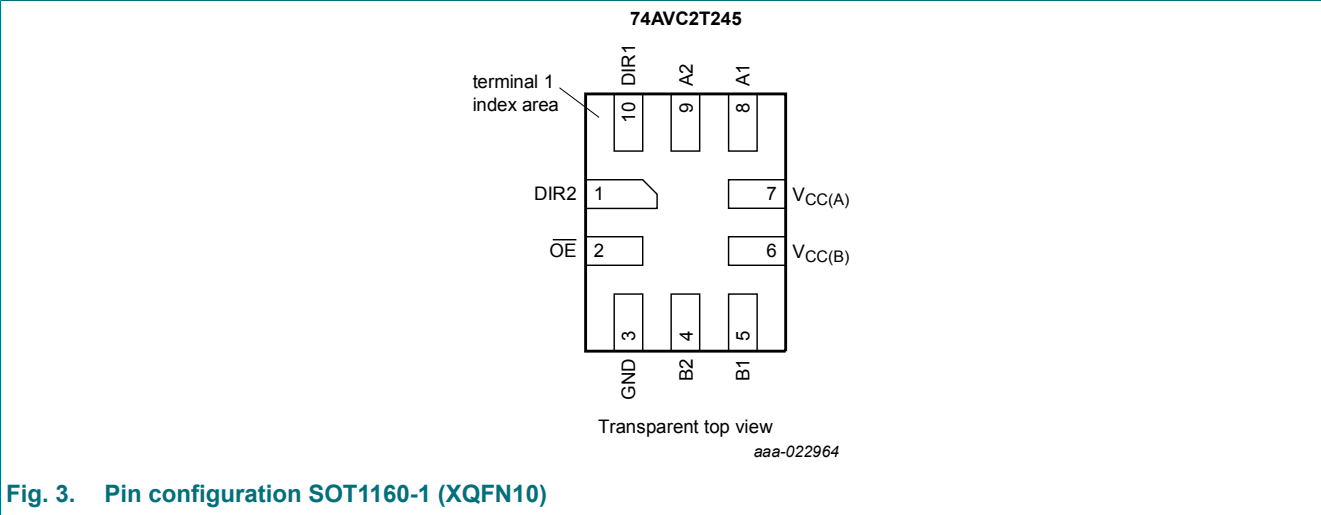 74AVC2T245
DIR1
A2
A1
terminal 1
index area
10
9
8
DIR2
1
7
VCC(A)
OE
2
6
VCC(B)
3
4
5
GND
B2
B1
Transparent top view
aaa-022964
Fig. 3. Pin configuration SOT1160-1 (XQFN10)